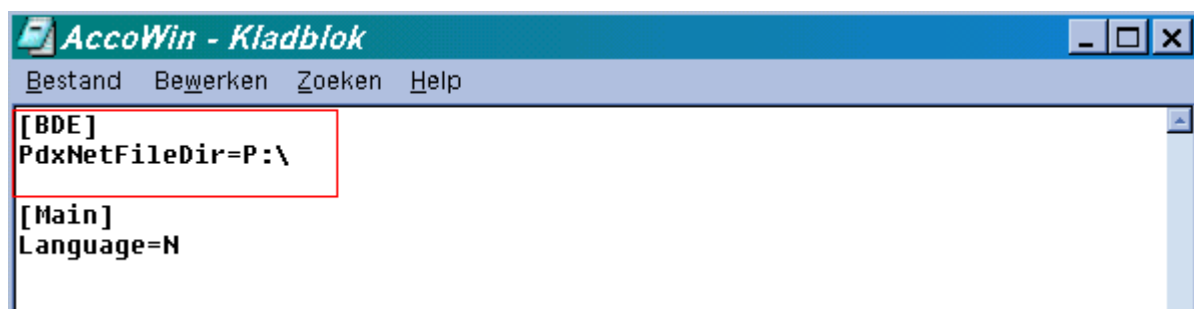 AccoWin - Kladblok
Bestand Bewerken Zoeken Help
[BDE]
PdxNetFileDir=P:\
[Main]
Language=N